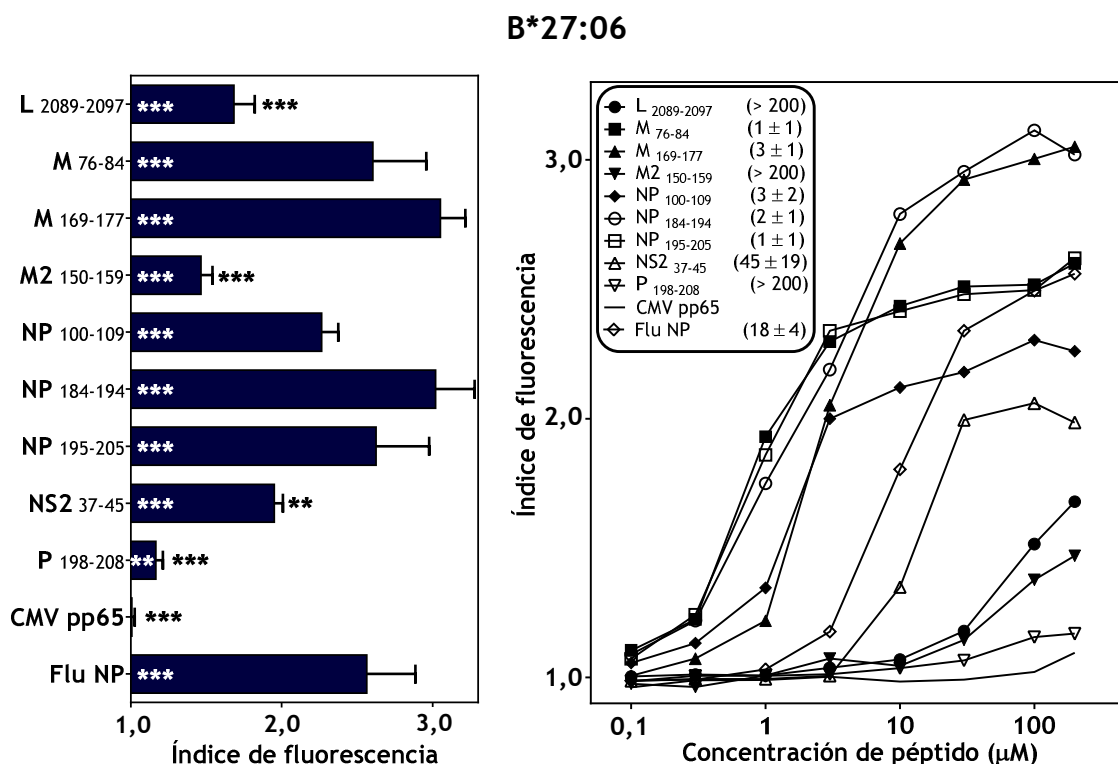 B*27:06
L 2089-2097
***
***
M 76-84
***
M 169-177
***
M2 150-159
***
***
NP 100-109
***
NP 184-194
***
NP 195-205
***
NS2 37-45
***
**
P 198-208
**
***
CMV pp65
***
Flu NP
***
1,0
2,0
3,0
Índice de fluorescencia
Índice de fluorescencia
3,0
2,0
1,0
L 2089-2097 (> 200)
M 76-84 (1 ± 1)
M 169-177 (3 ± 1)
M2 150-159 (> 200)
NP 100-109 (3 ± 2)
NP 184-194 (2 ± 1)
NP 195-205 (1 ± 1)
NS2 37-45 (45 ± 19)
P 198-208 (> 200)
CMV pp65
Flu NP (18 ± 4)
0,1
1
10
100
Concentración de péptido (μM)